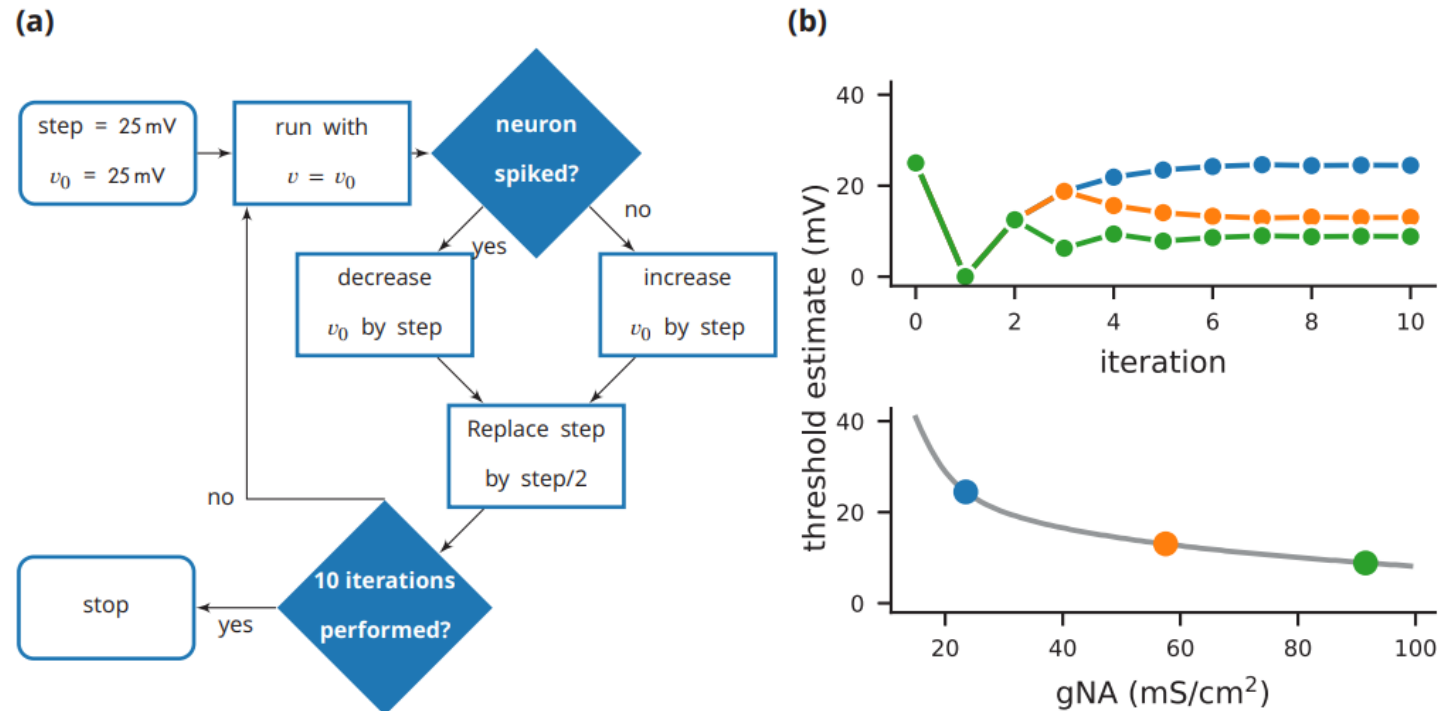 (a)
step = 25 mV
v₀ = 25 mV
run with
v = v₀
neuron
spiked?
yes
no
decrease
v₀ by step
increase
v₀ by step
Replace step
by step/2
no
10 iterations
performed?
yes
stop
(b)
threshold estimate (mV)
40
20
0
0 2 4 6 8 10
iteration
40
20
0
20 40 60 80 100
gNA (mS/cm²)